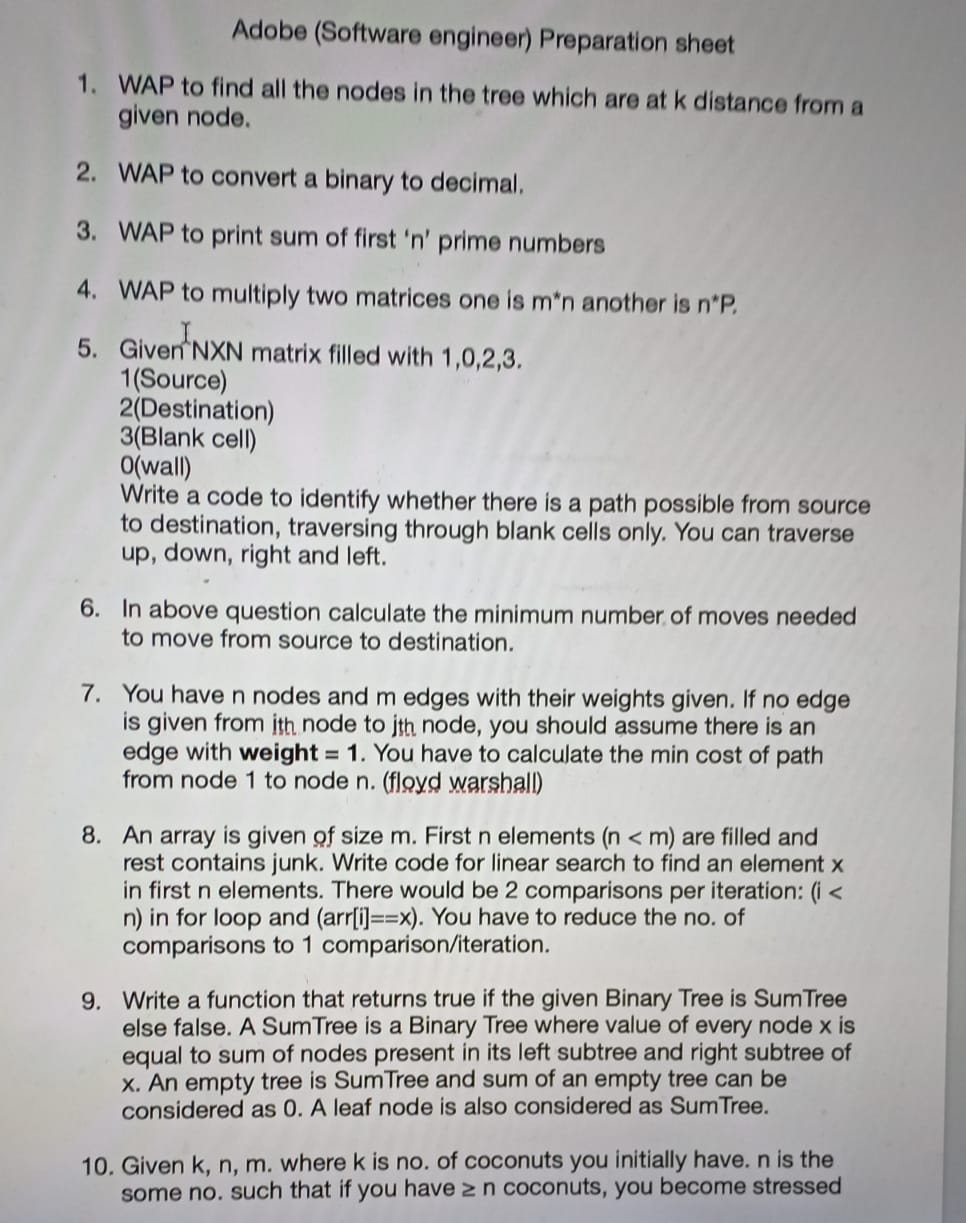 Adobe (Software engineer) Preparation sheet
1. WAP to find all the nodes in the tree which are at k distance from a
given node.
2. WAP to convert a binary to decimal.
3. WAP to print sum of first ‘n’ prime numbers
4. WAP to multiply two matrices one is m*n another is n*P.
5. Given NXN matrix filled with 1,0,2,3.
1(Source)
2(Destination)
3(Blank cell)
0(wall)
Write a code to identify whether there is a path possible from source
to destination, traversing through blank cells only. You can traverse
up, down, right and left.
6. In above question calculate the minimum number of moves needed
to move from source to destination.
7. You have n nodes and m edges with their weights given. If no edge
is given from ith node to jth node, you should assume there is an
edge with weight = 1. You have to calculate the min cost of path
from node 1 to node n. (floyd warshall)
8. An array is given of size m. First n elements (n < m) are filled and
rest contains junk. Write code for linear search to find an element x
in first n elements. There would be 2 comparisons per iteration: (i <
n) in for loop and (arr[i]==x). You have to reduce the no. of
comparisons to 1 comparison/iteration.
9. Write a function that returns true if the given Binary Tree is SumTree
else false. A SumTree is a Binary Tree where value of every node x is
equal to sum of nodes present in its left subtree and right subtree of
x. An empty tree is SumTree and sum of an empty tree can be
considered as 0. A leaf node is also considered as SumTree.
10. Given k, n, m. where k is no. of coconuts you initially have. n is the
some no. such that if you have ≥ n coconuts, you become stressed